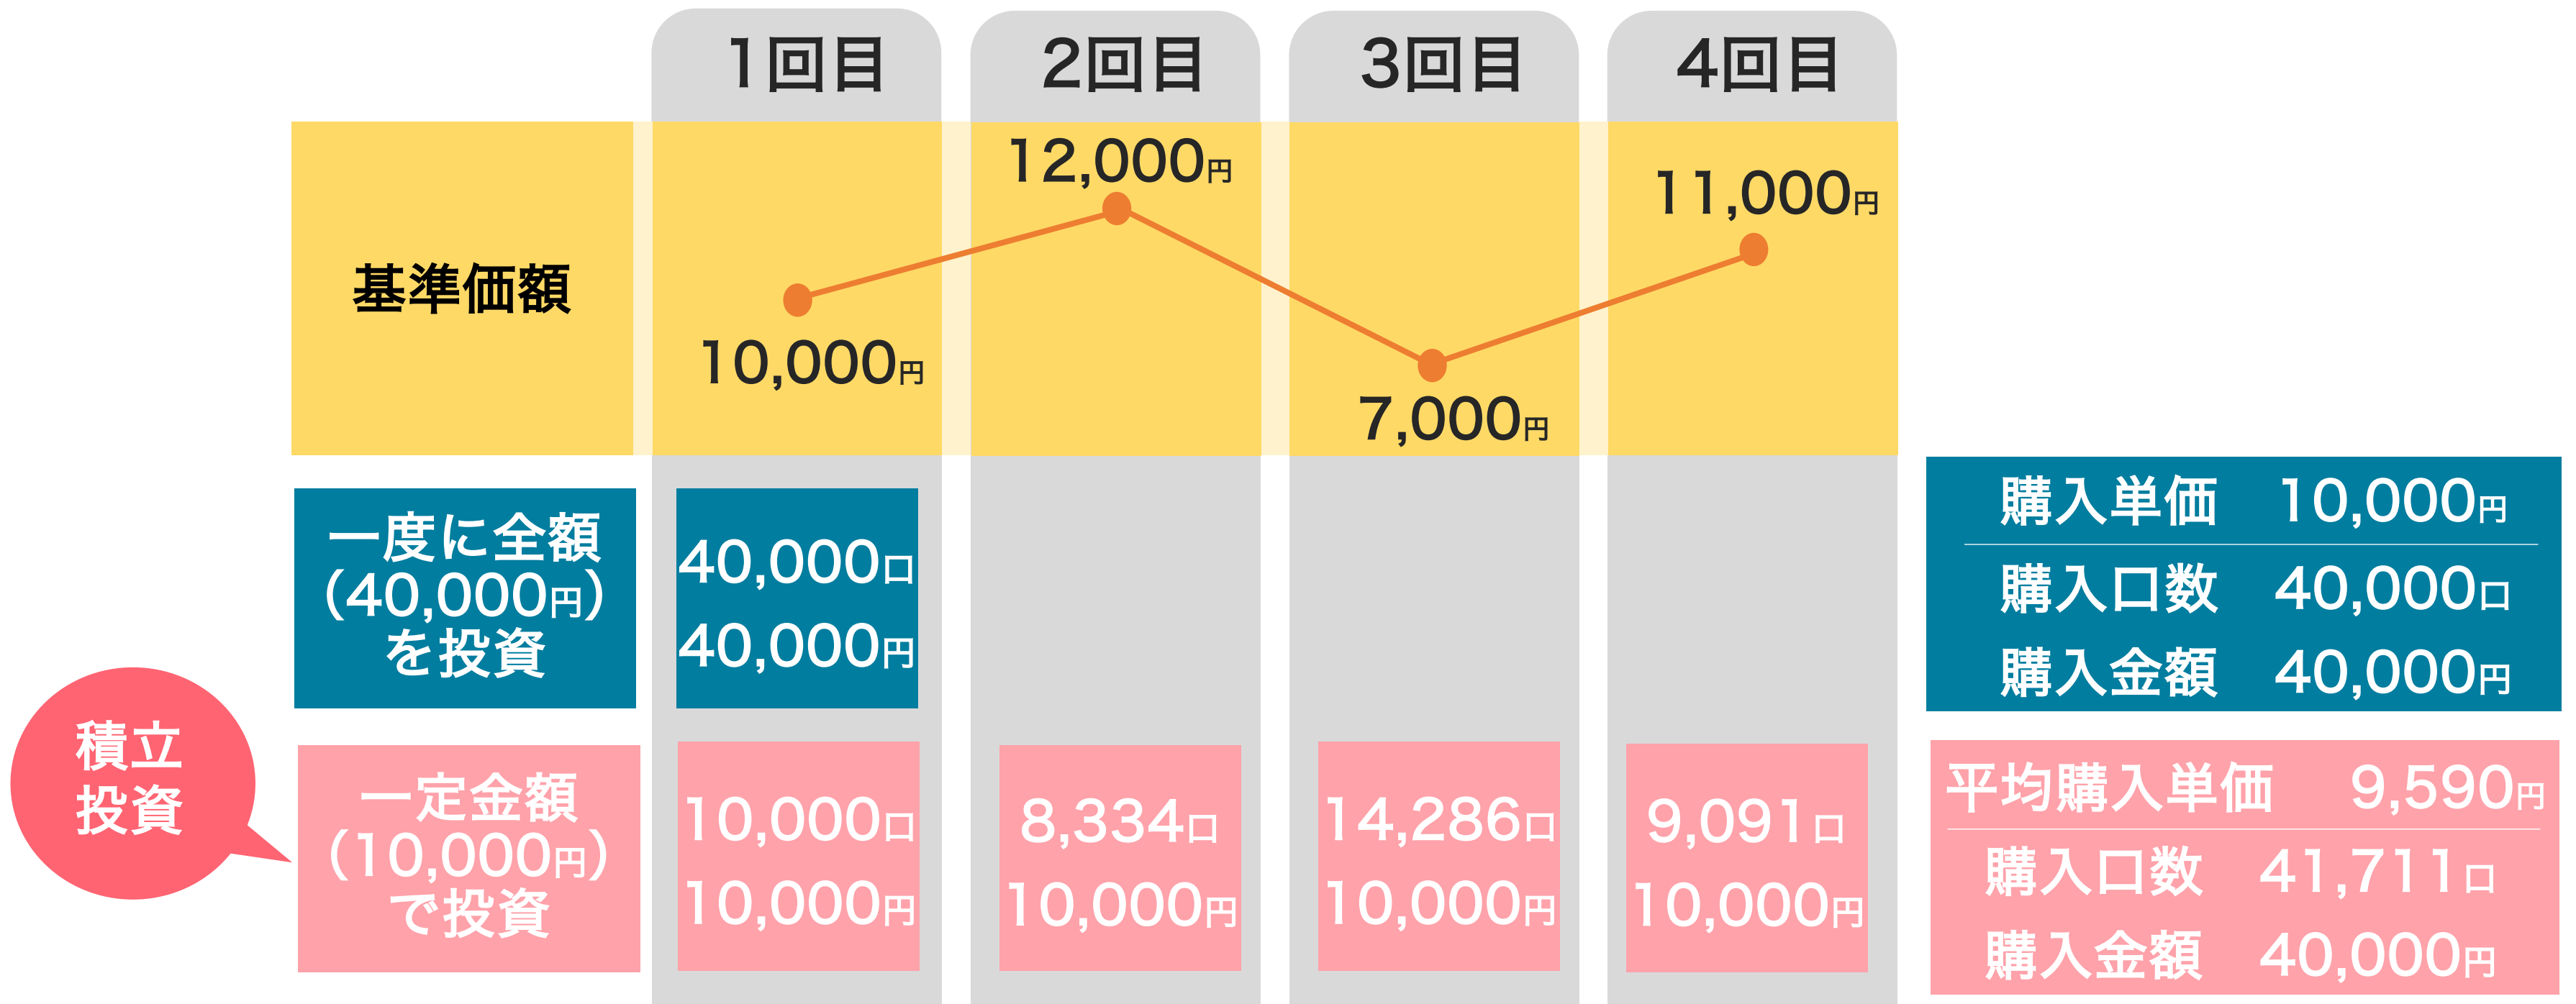 1回目
2回目
3回目
4回目
基準価額
10,000円
12,000円
7,000円
11,000円
一度に全額
（40,000円）
を投資
40,000口
40,000円
購入単価 10,000円
購入口数 40,000口
購入金額 40,000円
積立
投資
一定金額
（10,000円）
で投資
10,000口
10,000円
8,334口
10,000円
14,286口
10,000円
9,091口
10,000円
平均購入単価 9,590円
購入口数 41,711口
購入金額 40,000円